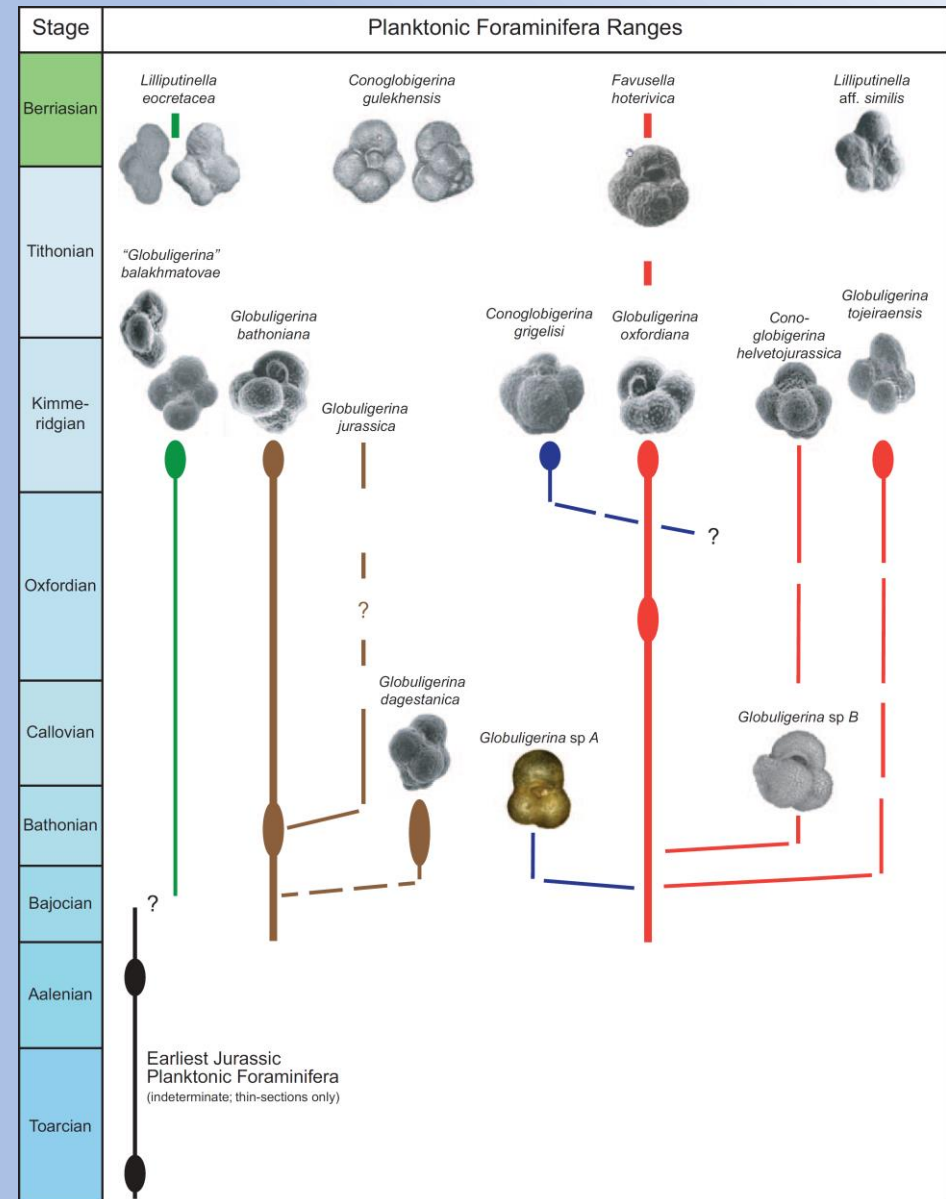 Stage
Planktonic Foraminifera Ranges
Berriasian
Lilliputinella
eocretacea
Conoglobigerina
gulekhensis
Favusella
hoterivica
Lilliputinella
aff. similis
Tithonian
“Globuligerina”
balakhmatovae
Globuligerina
bathoniana
Conoglobigerina
grigelisi
Globuligerina
oxfordiana
Cono-
globigerina
helvetojurassica
Globuligerina
tojeiraensis
Kimme-
ridgian
Globuligerina
jurassica
?
Oxfordian
?
Globuligerina
dagestanica
Callovian
Globuligerina sp A
Globuligerina sp B
Bathonian
Bajocian
?
Aalenian
Earliest Jurassic
Planktonic Foraminifera
(indeterminate; thin-sections only)
Toarcian